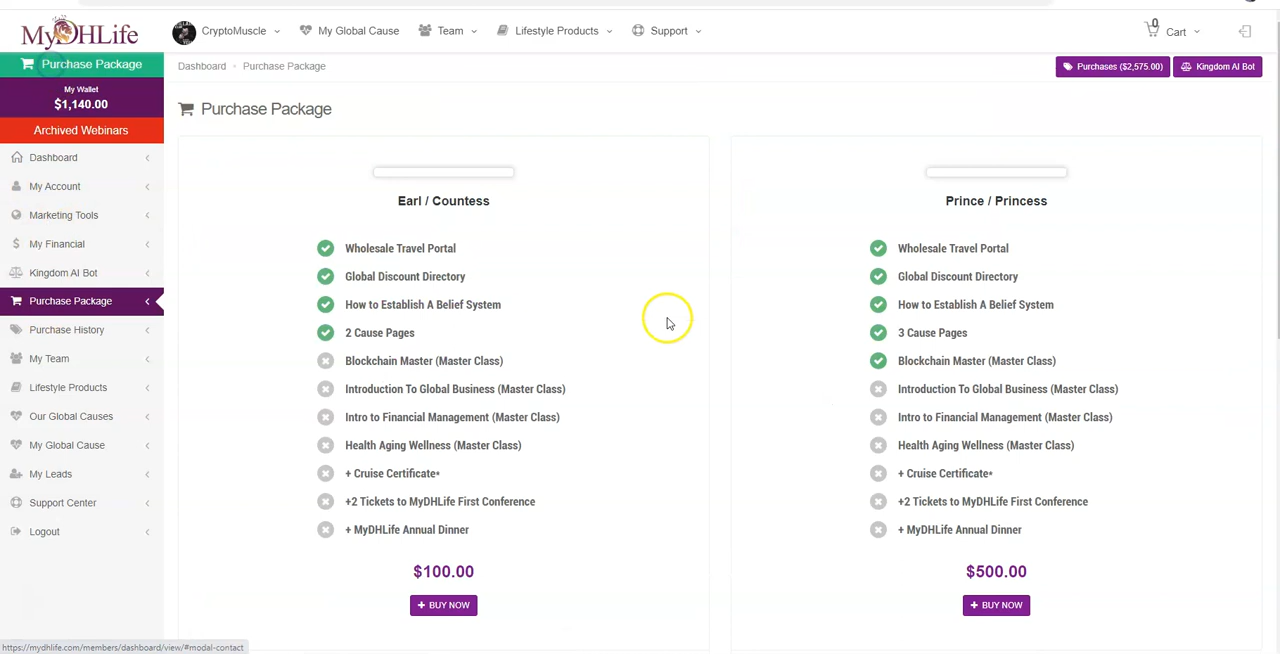 MyDHLife
CryptoMuscle
My Global Cause
Team
Lifestyle Products
Support
0
Cart
Purchase Package
My Wallet
$1,140.00
Archived Webinars
Dashboard
My Account
Marketing Tools
My Financial
Kingdom AI Bot
Purchase Package
Purchase History
My Team
Lifestyle Products
Our Global Causes
My Global Cause
My Leads
Support Center
Logout
Dashboard
Purchase Package
Purchases ($2,575.00)
Kingdom AI Bot
Purchase Package
Earl / Countess
Wholesale Travel Portal
Global Discount Directory
How to Establish A Belief System
2 Cause Pages
Blockchain Master (Master Class)
Introduction To Global Business (Master Class)
Intro to Financial Management (Master Class)
Health Aging Wellness (Master Class)
+ Cruise Certificate*
+2 Tickets to MyDHLife First Conference
+ MyDHLife Annual Dinner
$100.00
+ BUY NOW
Prince / Princess
Wholesale Travel Portal
Global Discount Directory
How to Establish A Belief System
3 Cause Pages
Blockchain Master (Master Class)
Introduction To Global Business (Master Class)
Intro to Financial Management (Master Class)
Health Aging Wellness (Master Class)
+ Cruise Certificate*
+2 Tickets to MyDHLife First Conference
+ MyDHLife Annual Dinner
$500.00
+ BUY NOW
https://mydhlife.com/members/dashboard/view/#modal-contact